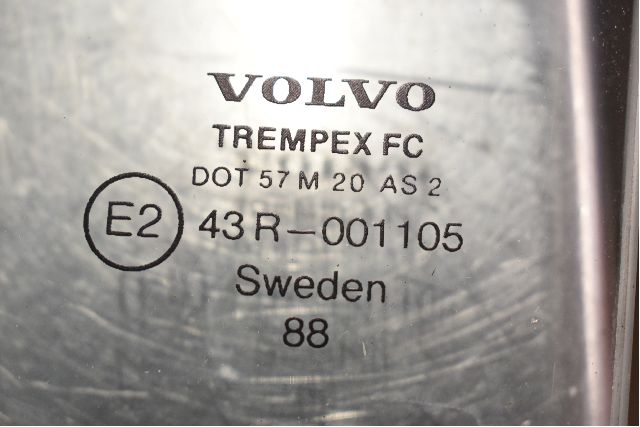 VOLVO
TREMPEX FC
DOT 57 M 20 AS 2
E2 43 R-001105
Sweden
88